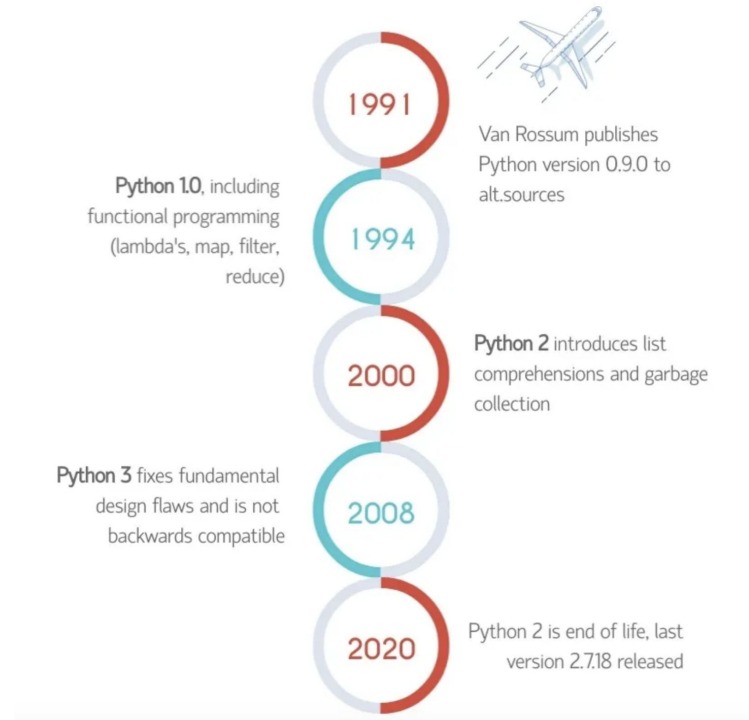 1991
Van Rossum publishes
Python version 0.9.0 to
alt.sources
Python 1.0, including
functional programming
(lambda's, map, filter,
reduce)
1994
2000
Python 2 introduces list
comprehensions and garbage
collection
Python 3 fixes fundamental
design flaws and is not
backwards compatible
2008
2020
Python 2 is end of life, last
version 2.7.18 released